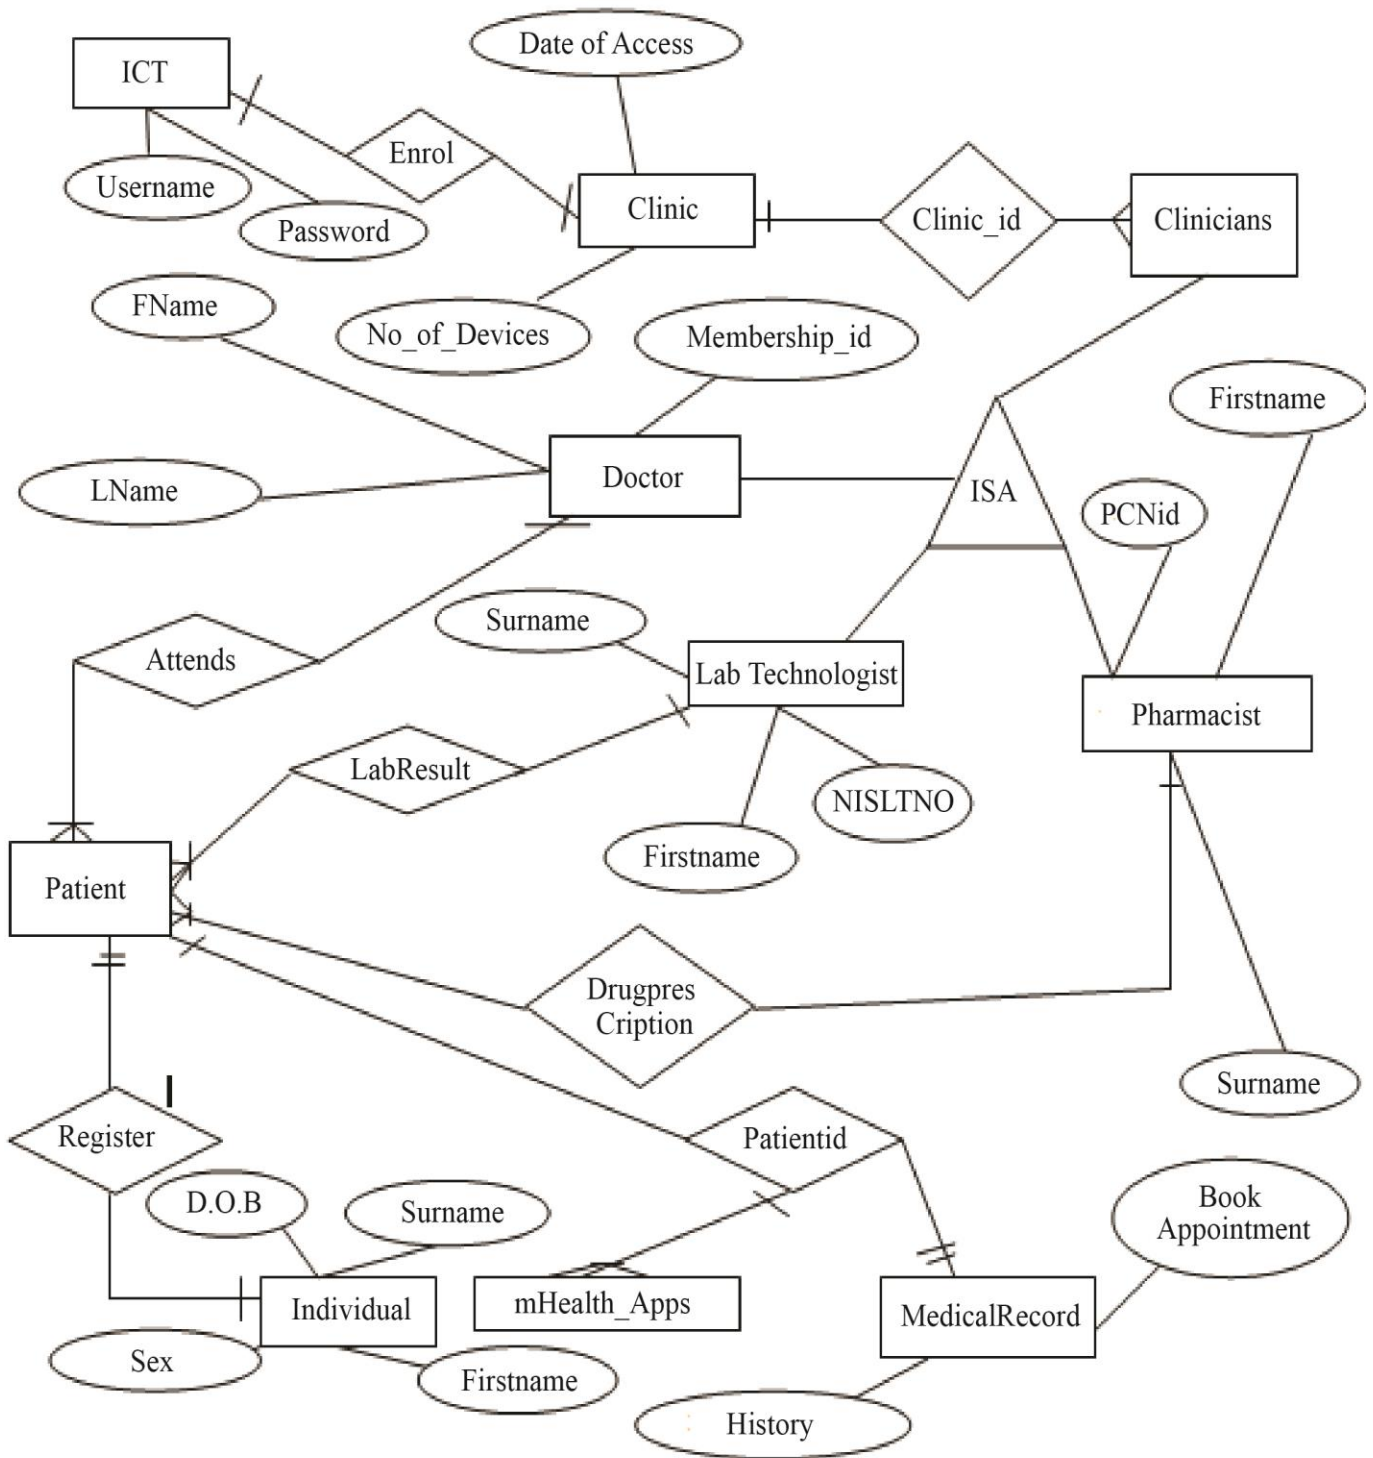 ICT
Date of Access
Enrol
Username
Clinic
Clinic_id
Clinicians
Password
FName
No_of_Devices
Membership_id
Firstname
LName
Doctor
ISA
PCNid
Surname
Attends
Lab Technologist
Pharmacist
LabResult
NISLTNO
Firstname
Patient
Drugpres
Cription
Surname
Register
Patientid
D.O.B
Surname
Book
Appointment
Individual
mHealth_Apps
MedicalRecord
Sex
Firstname
History